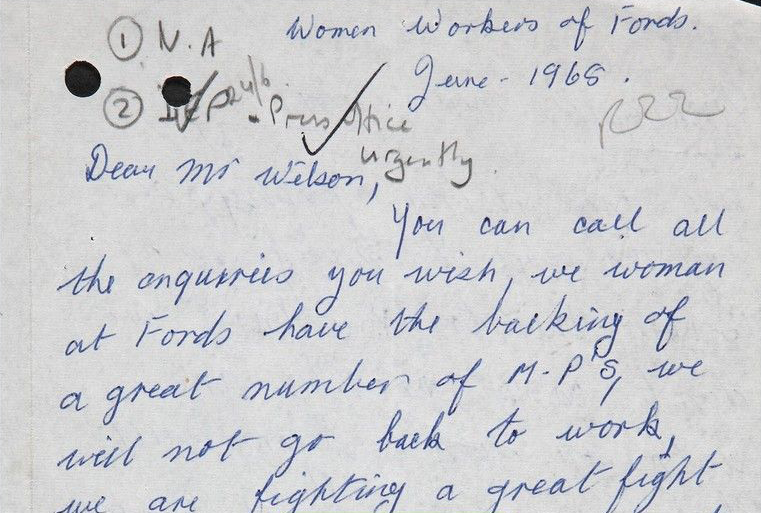 ① N.A
Women Workers of Fords.
June - 1968.
② 24/6 - Press Office
urgently
Dear Mr Wilson,
You can call all
the enquiries you wish, we woman
at Fords have the backing of
a great number of M-P's, we
will not go back to work,
we are fighting a great fight